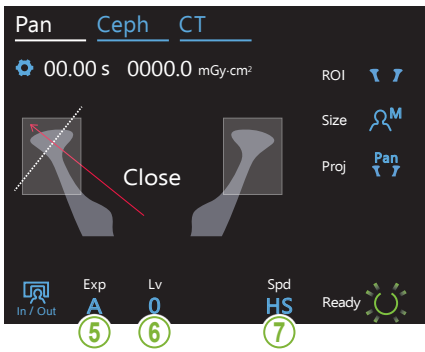 Pan Ceph CT
00.00 s 0000.0 mGy·cm²
ROI
Size M
Close
Proj Pan
Exp Lv Spd
In / Out A 0 HS Ready
5 6 7